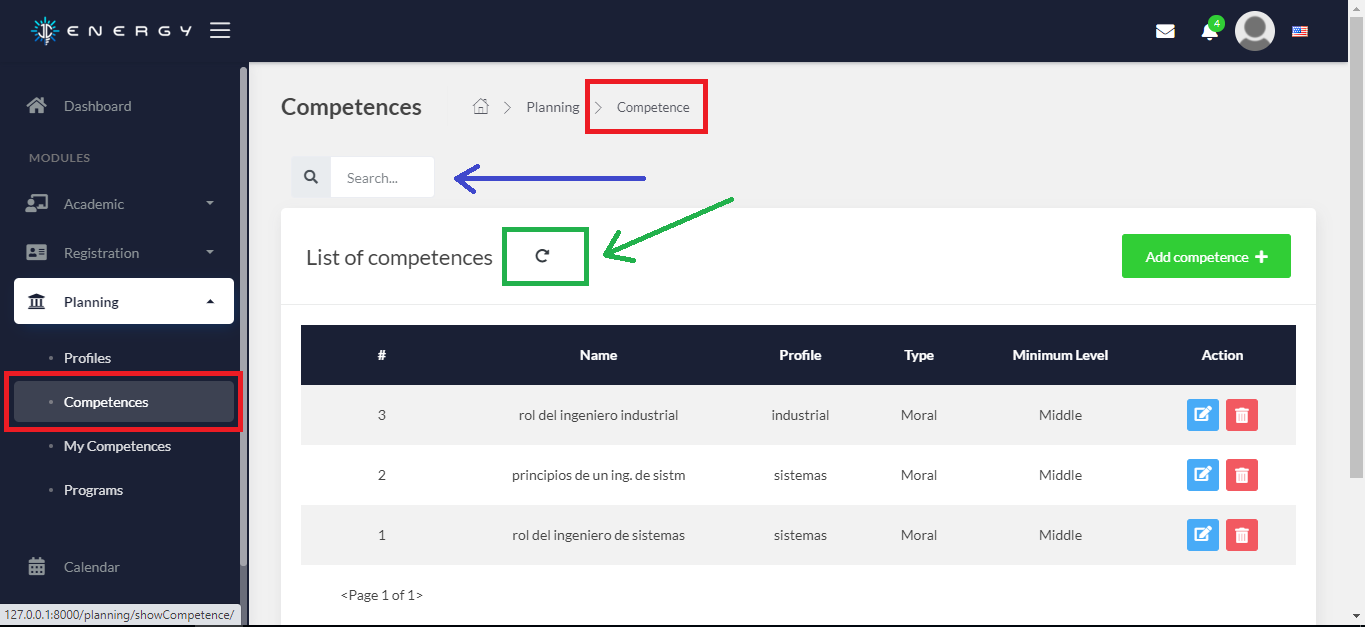 ENERGY
4
Dashboard
MODULES
Academic
Registration
Planning
Profiles
Competences
My Competences
Programs
Calendar
127.0.0.1:8000/planning/showCompetence/
Competences
Planning
Competence
Search...
List of competences
Add competence
# Name Profile Type Minimum Level Action
3 rol del ingeniero industrial industrial Moral Middle
2 principios de un ing. de sistm sistemas Moral Middle
1 rol del ingeniero de sistemas sistemas Moral Middle
<Page 1 of 1>